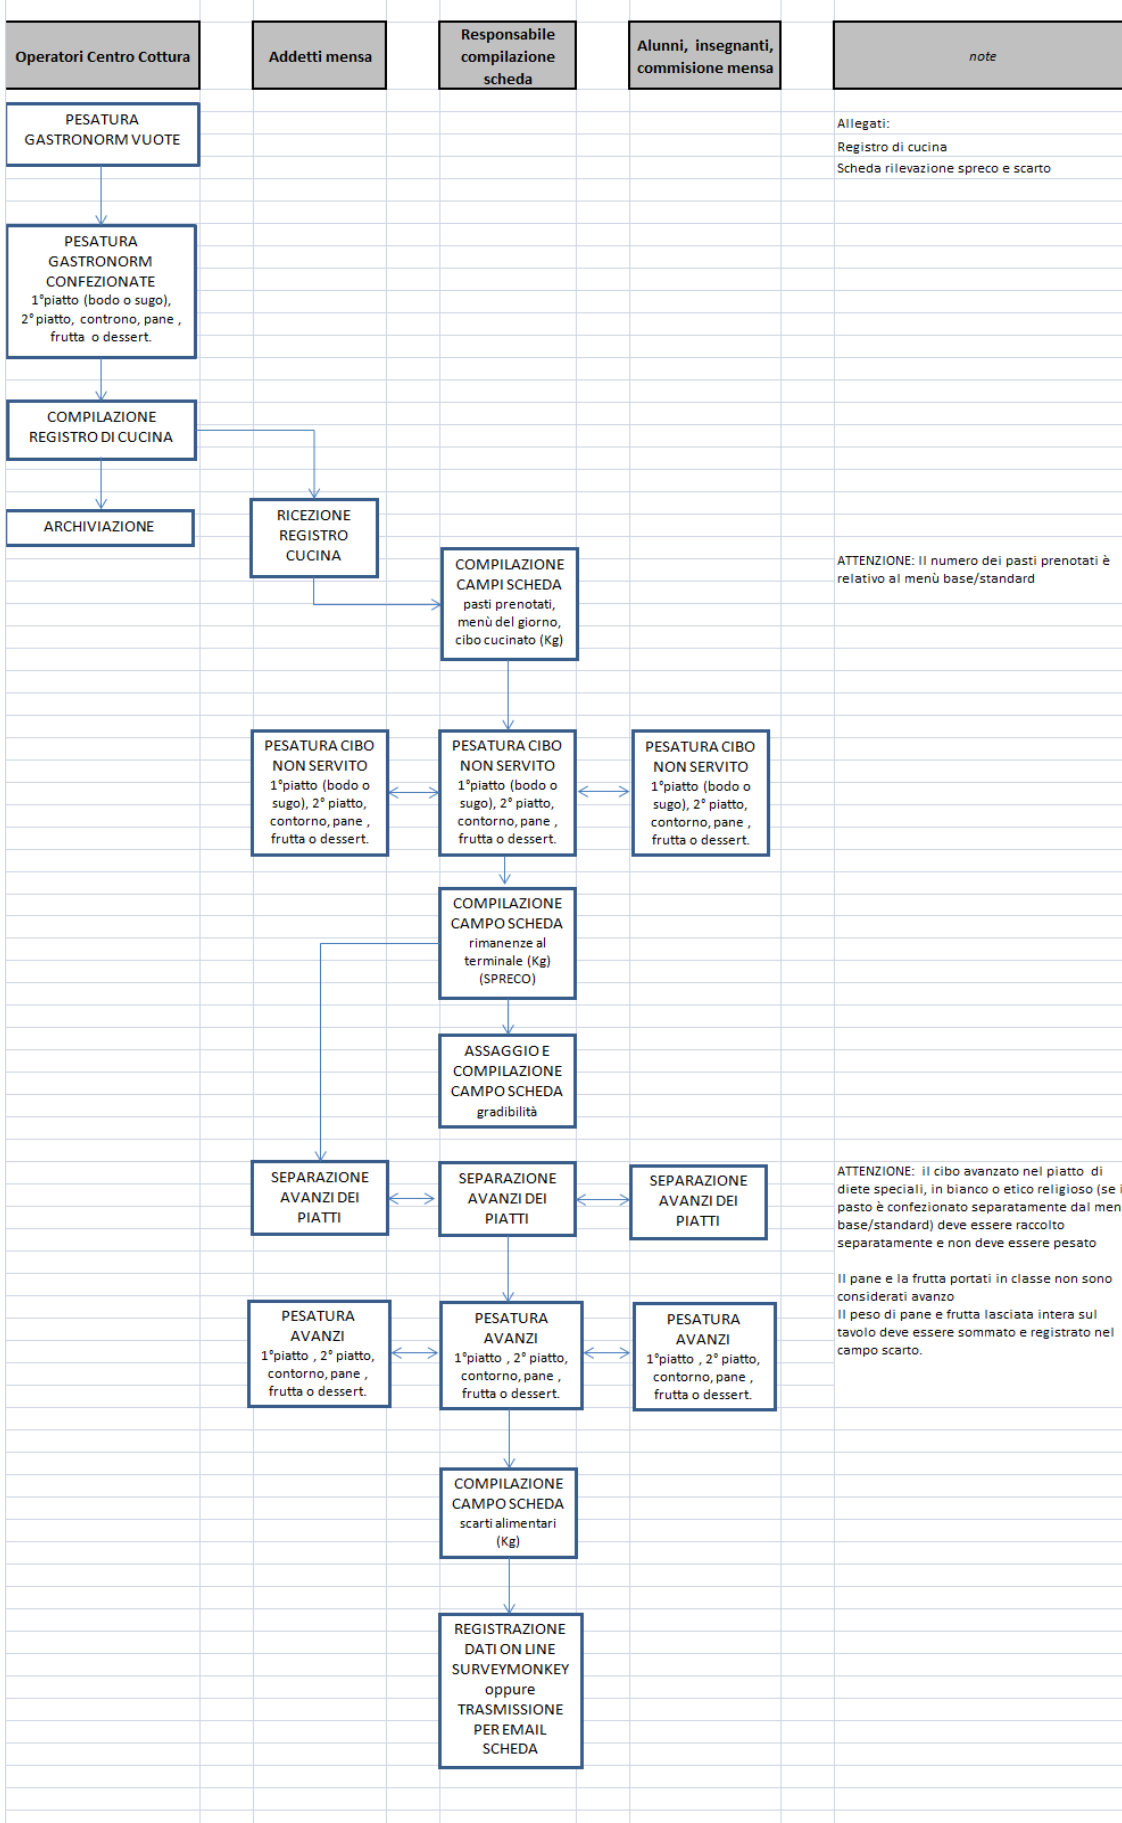 Operatori Centro Cottura
Addetti mensa
Responsabile
compilazione
scheda
Alunni, insegnanti,
commisione mensa
note
PESATURA
GASTRONORM VUOTE
Allegati:
Registro di cucina
Scheda rilevazione spreco e scarto
PESATURA
GASTRONORM
CONFEZIONATE
1°piatto (bodo o sugo),
2° piatto, controno, pane ,
frutta o dessert.
COMPILAZIONE
REGISTRO DI CUCINA
ARCHIVIAZIONE
RICEZIONE
REGISTRO
CUCINA
COMPILAZIONE
CAMPI SCHEDA
pasti prenotati,
menù del giorno,
cibo cucinato (Kg)
ATTENZIONE: Il numero dei pasti prenotati è
relativo al menù base/standard
PESATURA CIBO
NON SERVITO
1°piatto (bodo o
sugo), 2° piatto,
contorno, pane ,
frutta o dessert.
PESATURA CIBO
NON SERVITO
1°piatto (bodo o
sugo), 2° piatto,
contorno, pane ,
frutta o dessert.
PESATURA CIBO
NON SERVITO
1°piatto (bodo o
sugo), 2° piatto,
contorno, pane ,
frutta o dessert.
COMPILAZIONE
CAMPO SCHEDA
rimanenze al
terminale (Kg)
(SPRECO)
ASSAGGIO E
COMPILAZIONE
CAMPO SCHEDA
gradibilità
SEPARAZIONE
AVANZI DEI
PIATTI
SEPARAZIONE
AVANZI DEI
PIATTI
SEPARAZIONE
AVANZI DEI
PIATTI
ATTENZIONE: il cibo avanzato nel piatto di
diete speciali, in bianco o etico religioso (se i
pasto è confezionato separatamente dal men
base/standard) deve essere raccolto
separatamente e non deve essere pesato
Il pane e la frutta portati in classe non sono
considerati avanzo
Il peso di pane e frutta lasciata intera sul
tavolo deve essere sommato e registrato nel
campo scarto.
PESATURA
AVANZI
1°piatto , 2° piatto,
contorno, pane ,
frutta o dessert.
PESATURA
AVANZI
1°piatto , 2° piatto,
contorno, pane ,
frutta o dessert.
PESATURA
AVANZI
1°piatto , 2° piatto,
contorno, pane ,
frutta o dessert.
COMPILAZIONE
CAMPO SCHEDA
scarti alimentari
(Kg)
REGISTRAZIONE
DATI ON LINE
SURVEYMONKEY
oppure
TRASMISSIONE
PER EMAIL
SCHEDA